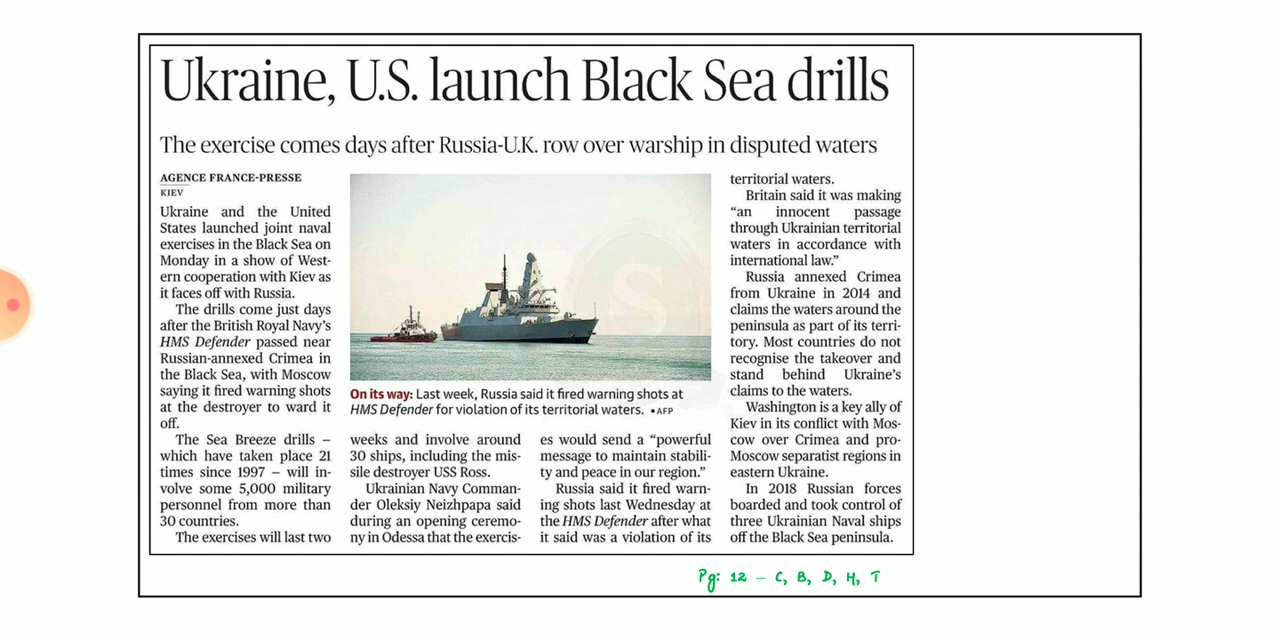 Ukraine, U.S. launch Black Sea drills
The exercise comes days after Russia-U.K. row over warship in disputed waters
AGENCE FRANCE-PRESSE
KIEV
Ukraine and the United
States launched joint naval
exercises in the Black Sea on
Monday in a show of West-
ern cooperation with Kiev as
it faces off with Russia.
The drills come just days
after the British Royal Navy's
HMS Defender passed near
Russian-annexed Crimea in
the Black Sea, with Moscow
saying it fired warning shots
at the destroyer to ward it
off.
The Sea Breeze drills –
which have taken place 21
times since 1997 – will in-
volve some 5,000 military
personnel from more than
30 countries.
The exercises will last two
On its way: Last week, Russia said it fired warning shots at
HMS Defender for violation of its territorial waters. ▪ AFP
weeks and involve around
30 ships, including the mis-
sile destroyer USS Ross.
Ukrainian Navy Comman-
der Oleksiy Neizhpapa said
during an opening ceremo-
ny in Odessa that the exercis-
es would send a “powerful
message to maintain stabili-
ty and peace in our region.”
Russia said it fired warn-
ing shots last Wednesday at
the HMS Defender after what
it said was a violation of its
territorial waters.
Britain said it was making
“an innocent passage
through Ukrainian territorial
waters in accordance with
international law.”
Russia annexed Crimea
from Ukraine in 2014 and
claims the waters around the
peninsula as part of its terri-
tory. Most countries do not
recognise the takeover and
stand behind Ukraine's
claims to the waters.
Washington is a key ally of
Kiev in its conflict with Mos-
cow over Crimea and pro-
Moscow separatist regions in
eastern Ukraine.
In 2018 Russian forces
boarded and took control of
three Ukrainian Naval ships
off the Black Sea peninsula.
Pg: 12 – C, B, D, H, T